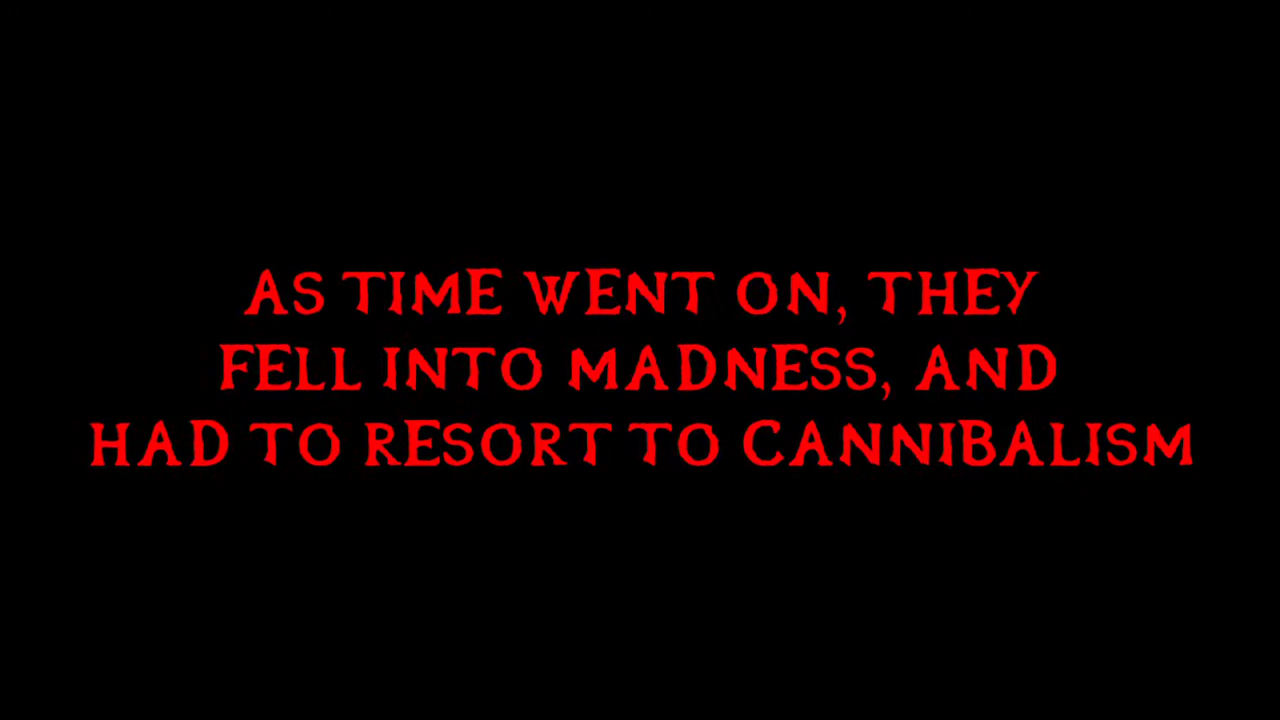 AS TIME WENT ON, THEY
FELL INTO MADNESS, AND
HAD TO RESORT TO CANNIBALISM